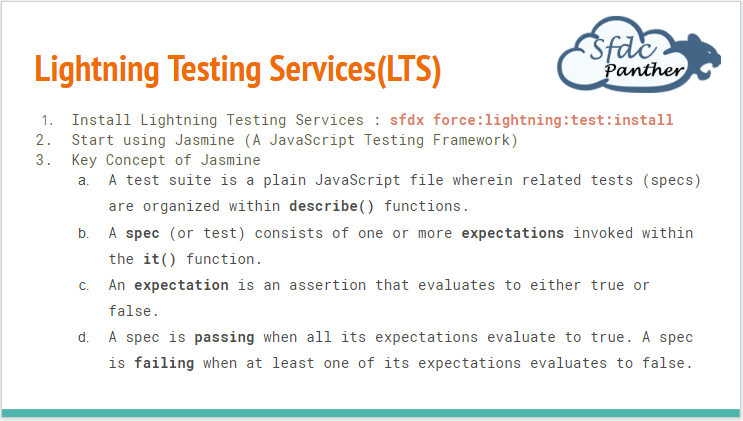 Sfdc
Panther
Lightning Testing Services(LTS)
1. Install Lightning Testing Services : sfdx force:lightning:test:install
2. Start using Jasmine (A JavaScript Testing Framework)
3. Key Concept of Jasmine
a. A test suite is a plain JavaScript file wherein related tests (specs)
are organized within describe() functions.
b. A spec (or test) consists of one or more expectations invoked within
the it() function.
c. An expectation is an assertion that evaluates to either true or
false.
d. A spec is passing when all its expectations evaluate to true. A spec
is failing when at least one of its expectations evaluates to false.